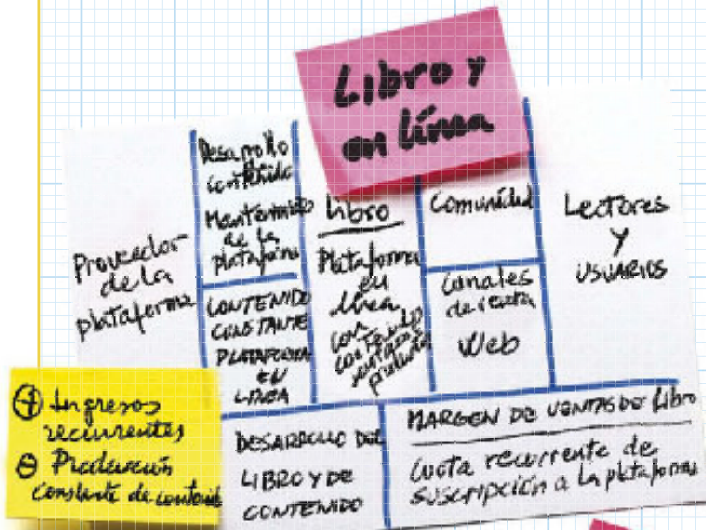 Libro y
en línea
Proveedor
de la
plataforma
Desarrollo
contenido
Mantenimiento
de la
plataforma
CONTENIDO
CONSTANTE
PLATAFORMA
EN
LÍNEA
Libro
Plataforma
en
línea
con
contenido
Comunidad
Canales
de venta
Web
Lectores
y
USUARIOS
DESARROLLO DEL
LIBRO Y DE
CONTENIDO
MARGEN DE VENTAS DE Libro
Cuota recurrente de
suscripción a la plataforma
+ Ingresos
recurrentes
- Producción
constante de contenido